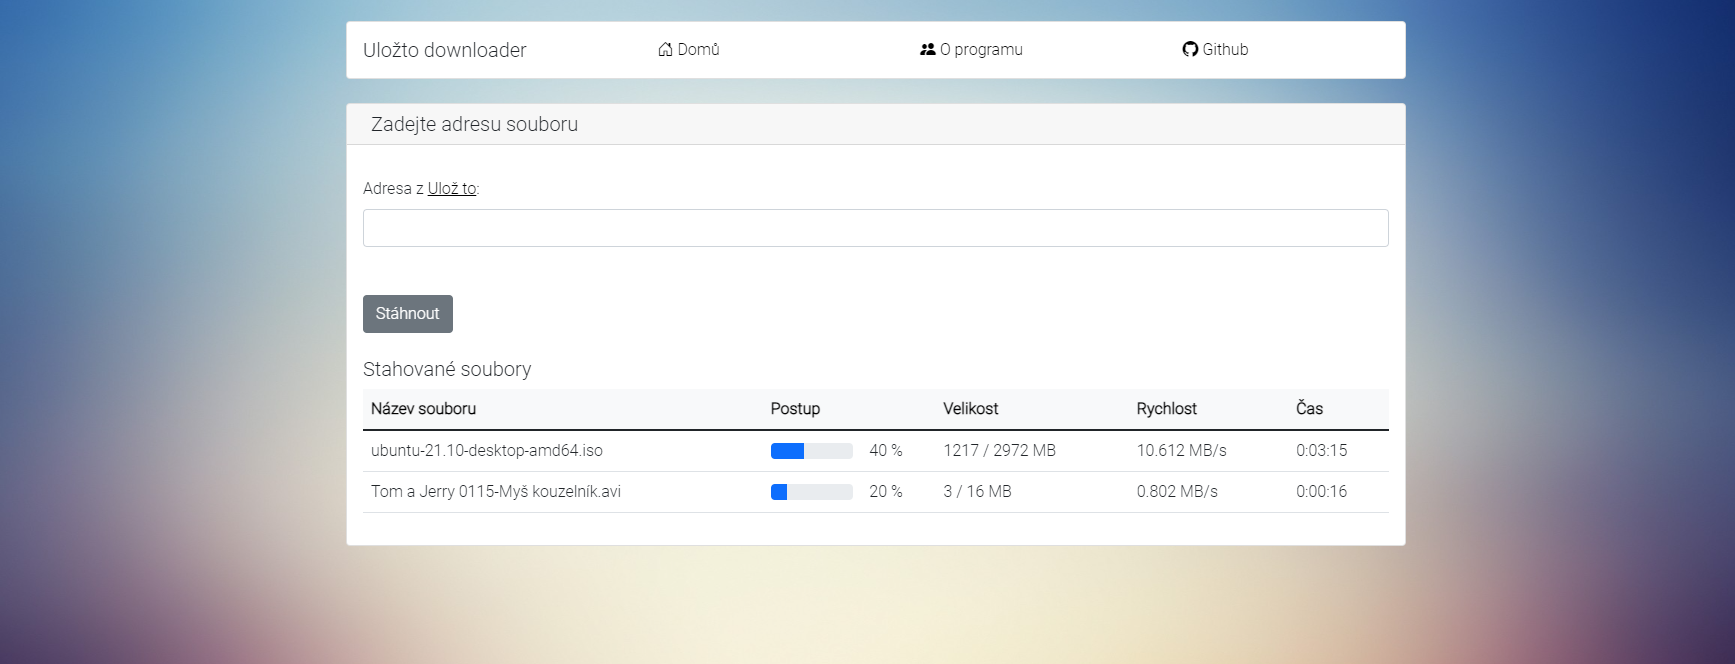 Uložto downloader Domů O programu Github
Zadejte adresu souboru
Adresa z Ulož to:
Stáhnout
Stahované soubory
Název souboru Postup Velikost Rychlost Čas
ubuntu-21.10-desktop-amd64.iso 40 % 1217 / 2972 MB 10.612 MB/s 0:03:15
Tom a Jerry 0115-Myš kouzelník.avi 20 % 3 / 16 MB 0.802 MB/s 0:00:16